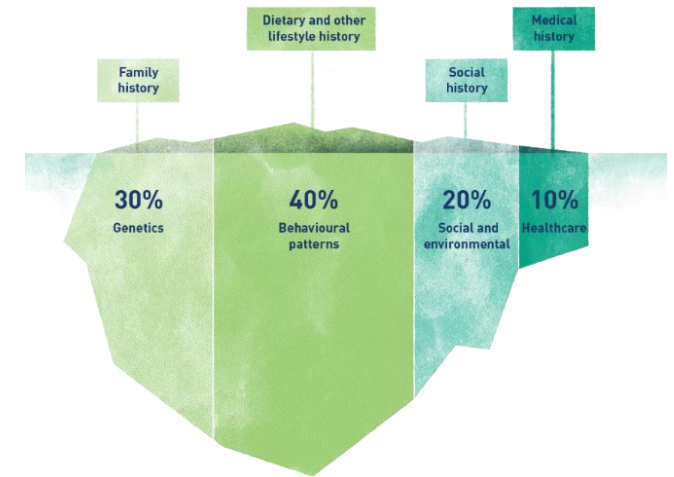 Dietary and other
lifestyle history
Medical
history
Family
history
Social
history
30%
Genetics
40%
Behavioural
patterns
20%
Social and
environmental
10%
Healthcare